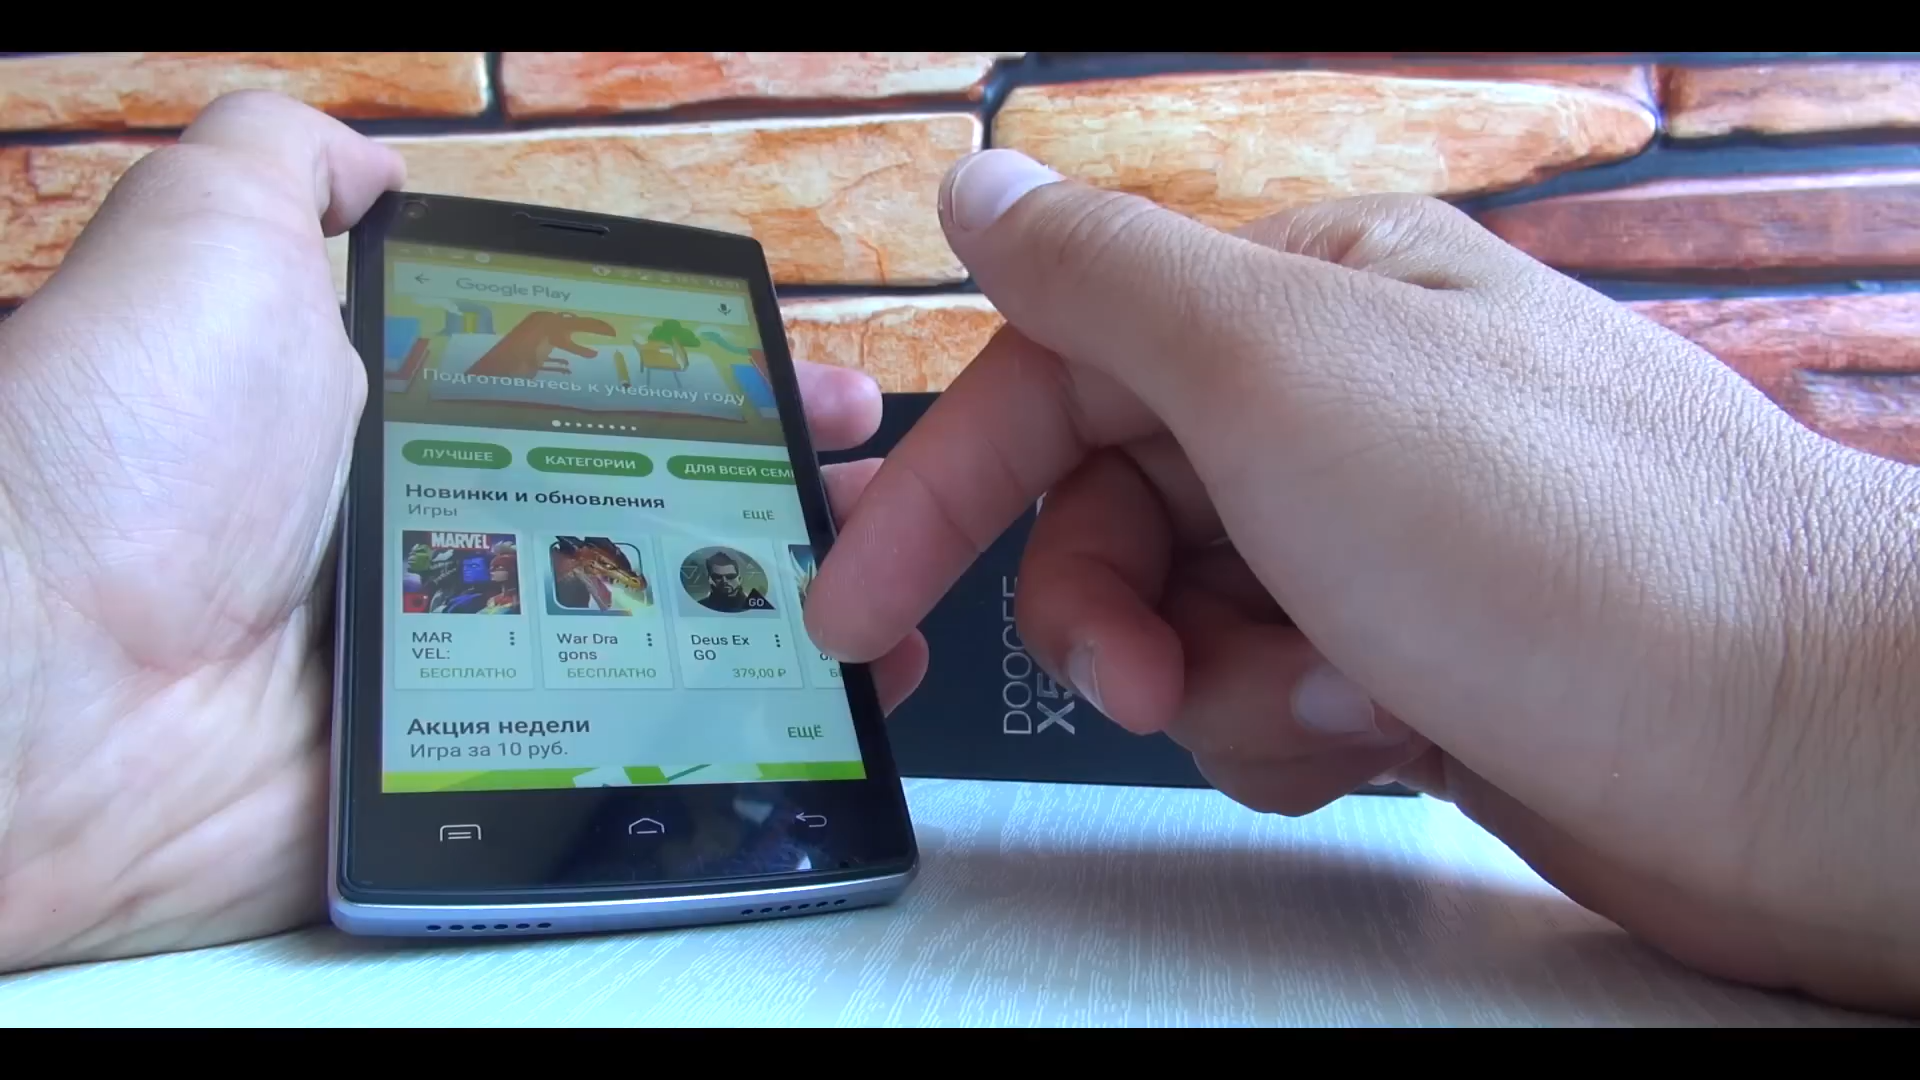 Google Play
Подготовьтесь к учебному году
ЛУЧШЕЕ
КАТЕГОРИИ
ДЛЯ ВСЕЙ
Новинки и обновления
Игры
ЕЩЁ
MARVEL
GO
MAR
VEL:
БЕСПЛАТНО
War Dra
gons
БЕСПЛАТНО
Deus Ex
GO
379,00 ₽
Акция недели
Игра за 10 руб.
ЕЩЁ
DOOGEE